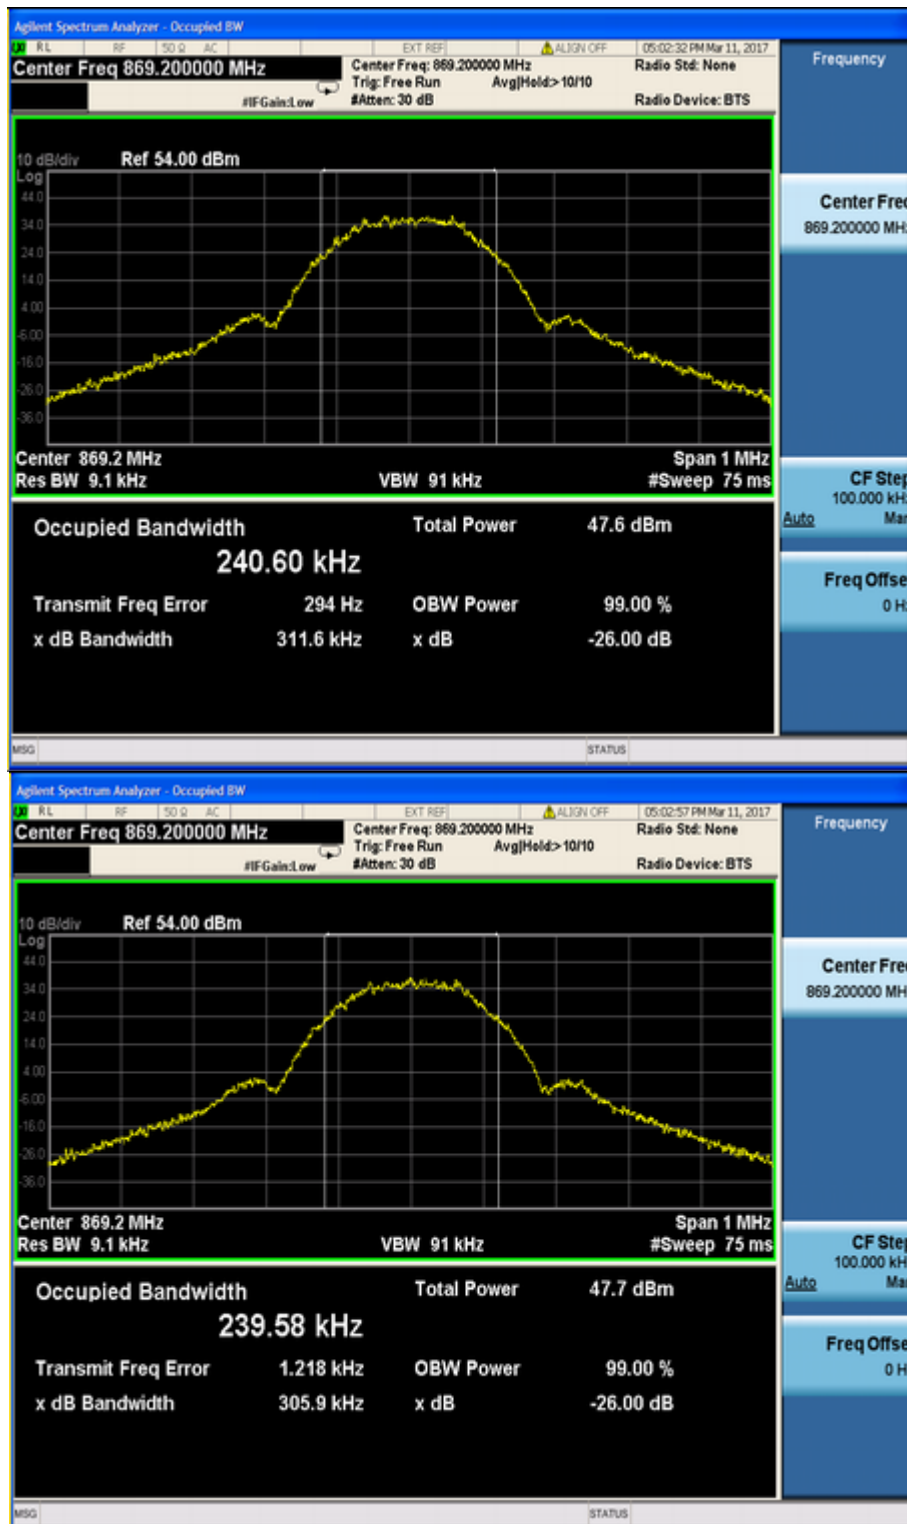 Agilent Spectrum Analyzer - Occupied BW
RL RF 50 Ω AC EXT REF ALIGN OFF 05:02:32 PM Mar 11, 2017
Center Freq 869.200000 MHz
Center Freq: 869.200000 MHz
Radio Std: None
Trig: Free Run Avg|Hold:> 10/10
#IFGain:Low
#Atten: 30 dB
Radio Device: BTS
Frequency
10 dB/div Ref 54.00 dBm
Log
44.0
34.0
24.0
14.0
4.00
-6.00
-16.0
-26.0
-36.0
Center 869.2 MHz Span 1 MHz
Res BW 9.1 kHz VBW 91 kHz #Sweep 75 ms
Center Fre
869.200000 MH
CF Step
100.000 kH
Auto Man
Freq Offse
0 H
Occupied Bandwidth Total Power 47.6 dBm
240.60 kHz
Transmit Freq Error 294 Hz OBW Power 99.00 %
x dB Bandwidth 311.6 kHz x dB -26.00 dB
MSG STATUS
Agilent Spectrum Analyzer - Occupied BW
RL RF 50 Ω AC EXT REF ALIGN OFF 05:02:57 PM Mar 11, 2017
Center Freq 869.200000 MHz
Center Freq: 869.200000 MHz
Radio Std: None
Trig: Free Run Avg|Hold:> 10/10
#IFGain:Low
#Atten: 30 dB
Radio Device: BTS
Frequency
10 dB/div Ref 54.00 dBm
Log
44.0
34.0
24.0
14.0
4.00
-6.00
-16.0
-26.0
-36.0
Center 869.2 MHz Span 1 MHz
Res BW 9.1 kHz VBW 91 kHz #Sweep 75 ms
Center Fre
869.200000 MH
CF Ste
100.000 kH
Auto Ma
Freq Offse
0 H
Occupied Bandwidth Total Power 47.7 dBm
239.58 kHz
Transmit Freq Error 1.218 kHz OBW Power 99.00 %
x dB Bandwidth 305.9 kHz x dB -26.00 dB
MSG STATUS